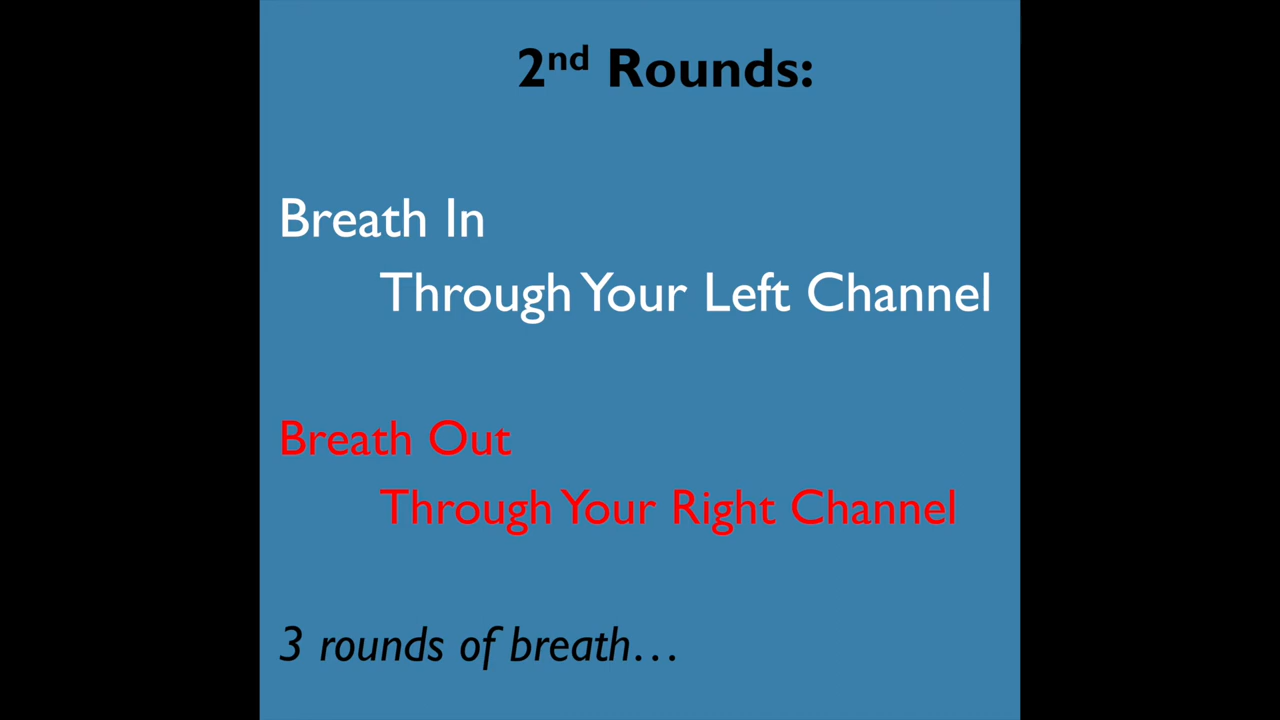 2nd Rounds:
Breath In
Through Your Left Channel
Breath Out
Through Your Right Channel
3 rounds of breath…